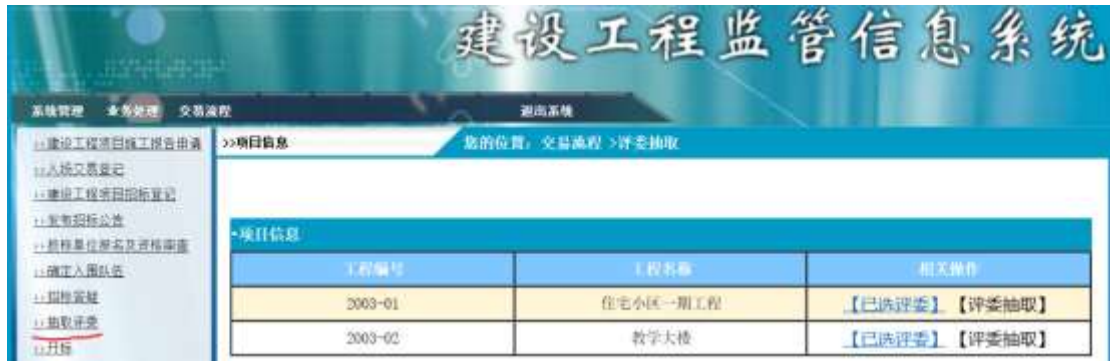 建设工程监管信息系统
系统管理 业务处理 交易流程 退出系统
>>建设工程项目施工报告申请
>>入场交易登记
>>建设工程项目招标登记
>>发布招标公告
>>投标单位报名及资格审查
>>确定入围队伍
>>招标答疑
>>抽取评委
>>开标
>>项目信息 您的位置：交易流程 >评委抽取
•项目信息
工程编号 工程名称 相关操作
2003-01 住宅小区一期工程 【已选评委】 【评委抽取】
2003-02 教学大楼 【已选评委】 【评委抽取】